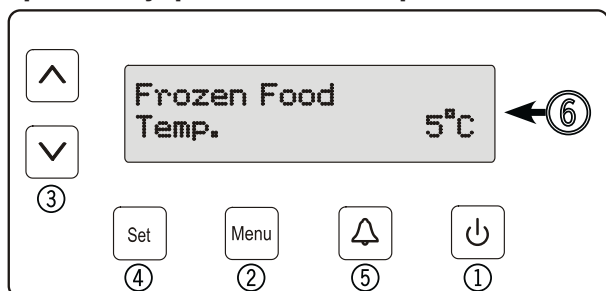 Frozen Food
Temp. 5°C
⑥
③
Set Menu
④ ② ⑤ ①